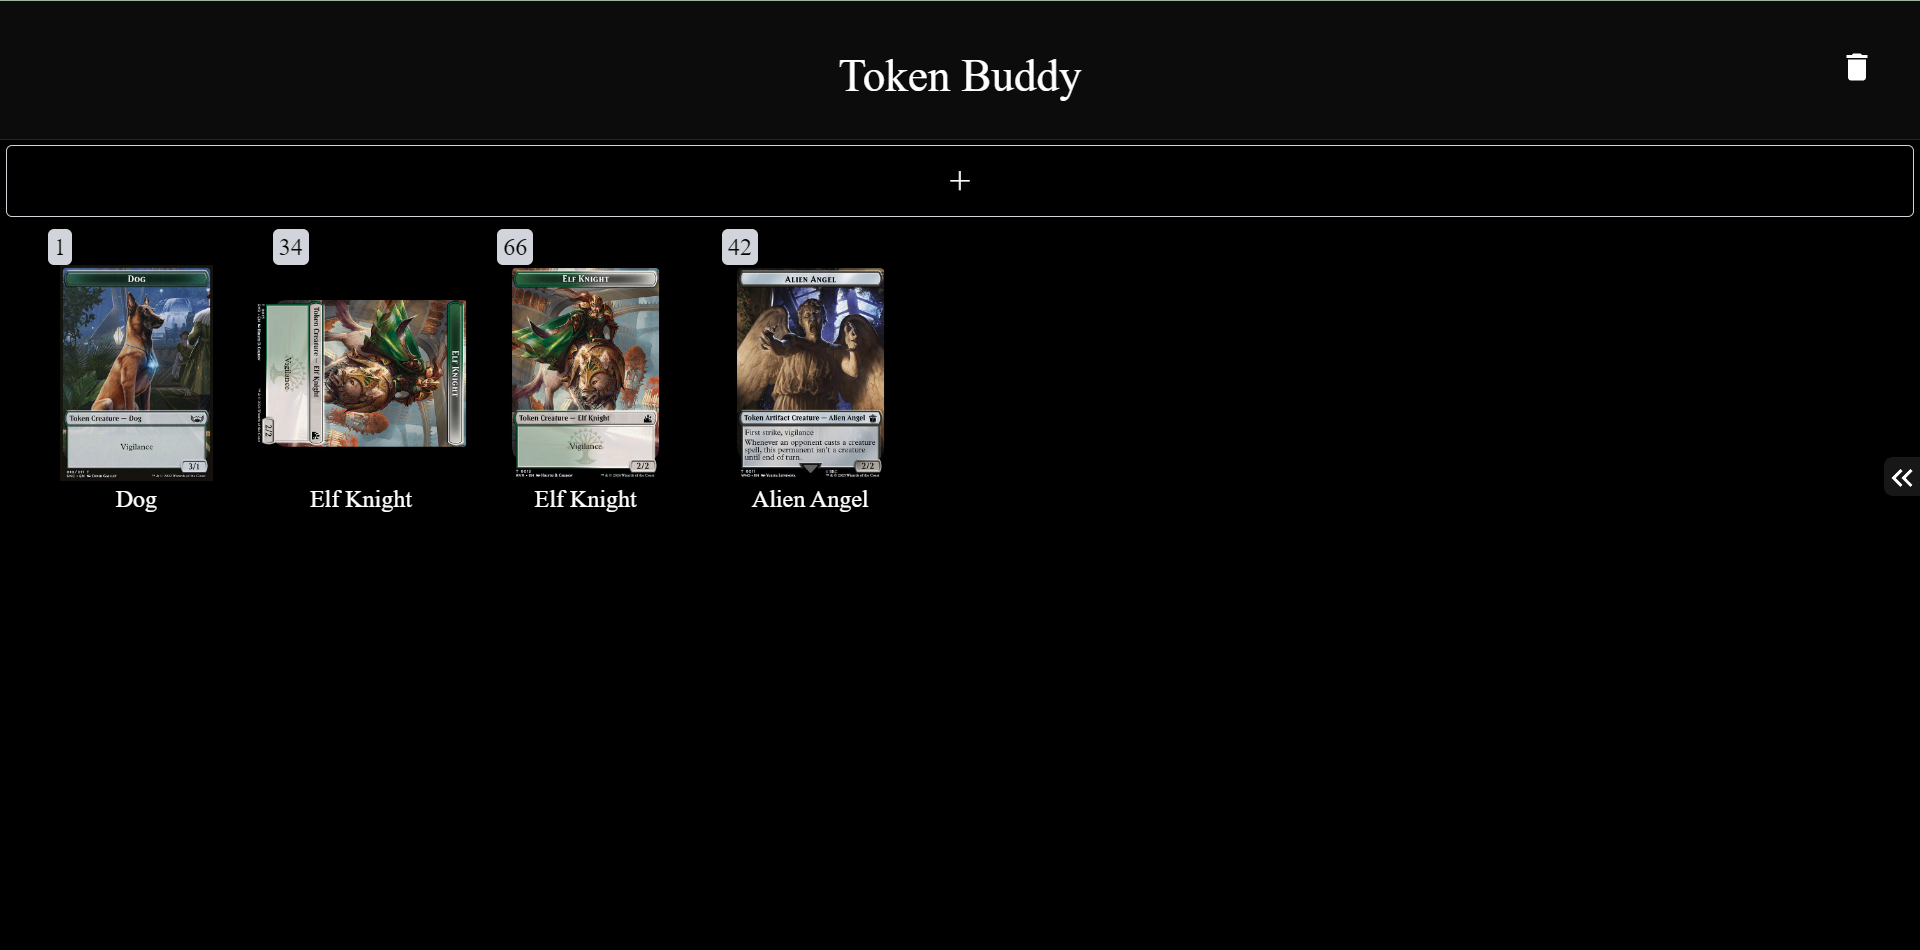 Token Buddy
+
1
34
66
42
DOG
Token Creature — Dog
Vigilance
3/1
ELF KNIGHT
Token Creature — Elf Knight
Vigilance
2/2
ELF KNIGHT
Token Creature — Elf Knight
Vigilance
2/2
ALIEN ANGEL
Token Artifact Creature — Alien Angel
First strike, vigilance
Whenever an opponent casts a creature
spell, this permanent isn't a creature
until end of turn.
2/2
Dog
Elf Knight
Elf Knight
Alien Angel